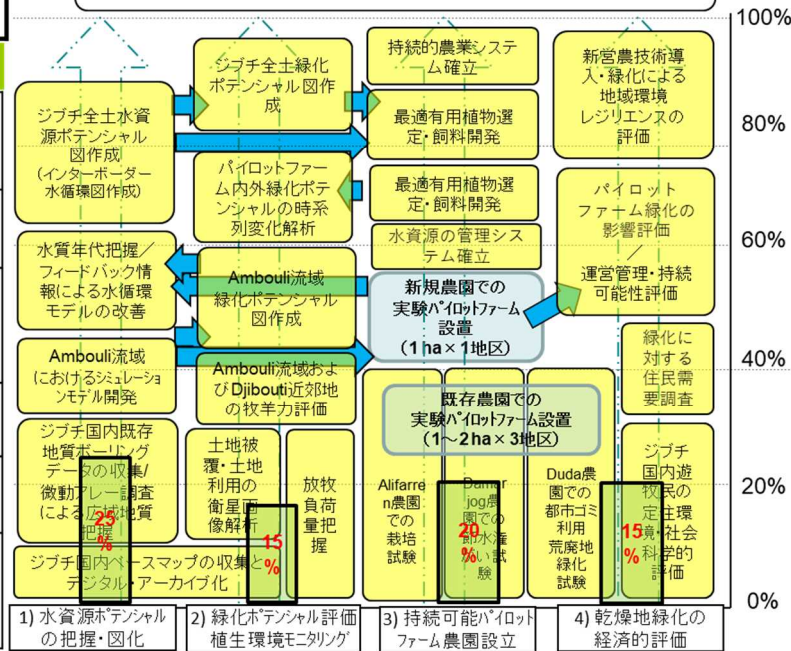 100%
80%
60%
40%
20%
0%
ジブチ全土水資
源ポテンシャル
図作成
(インターボーダー
水循環図作成)
水質年代把握／
フィードバック情
報による水循環
モデルの改善
Ambouli流域
におけるシミュレーショ
ンモデル開発
ジブチ国内既存
地質ボーリング
データの収集/
微動アレー調査
による広域地質
把握
25
%
ジブチ国内ベースマップの収集と
デジタル・アーカイブ化
1) 水資源ポテンシャル
の把握・図化
ジブチ全土緑化
ポテンシャル図作
成
パイロットファー
ム内外緑化ポテ
ンシャルの時系
列変化解析
Ambouli流域
緑化ポテンシャル
図作成
Ambouli流域およ
びDjibouti近郊地
の牧羊力評価
土地被
覆・土地
利用の
衛星画
像解析
放牧
負荷
量把
握
15
%
2) 緑化ポテンシャル評価
植生環境モニタリング
持続的農業システ
ム確立
最適有用植物選
定・飼料開発
最適有用植物選
定・飼料開発
水資源の管理シス
テム確立
新規農園での
実験パイロットファーム
設置
（1ha×1地区）
既存農園での
実験パイロットファーム設置
（1～2ha×3地区）
Alifarre
n農園
での
栽培
試験
Damar
jog農
園での
節水灌
がい試
験
20
%
Duda農
園での
都市ゴミ
利用
荒廃地
緑化
試験
3) 持続可能パイロット
ファーム農園設立
新営農技術導
入・緑化による
地域環境
レジリエンスの
評価
パイロット
ファーム緑化の
影響評価
／
運営管理・持続
可能性評価
緑化に
対する
住民需
要調査
ジブチ
国内遊
牧民の
定住環
境・社会
科学的
評価
15
%
4) 乾燥地緑化の
経済的評価